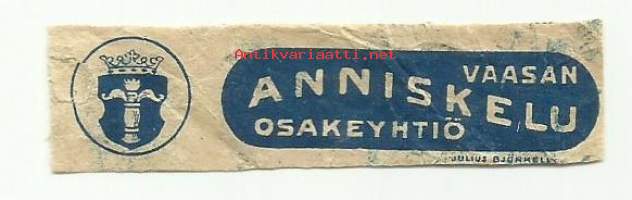 Antikvariaatti.net
VAASAN
ANNISKELU
OSAKEYHTIÖ
JULIUS BJÖRKELL